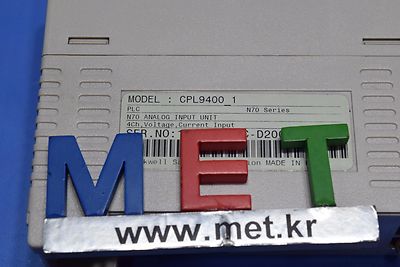 MODEL : CPL9400_1
PLC N70 Series
N70 ANALOG INPUT UNIT
4Ch,Voltage,Current Input
SER.NO: -D20
MADE IN
MET
www.met.kr